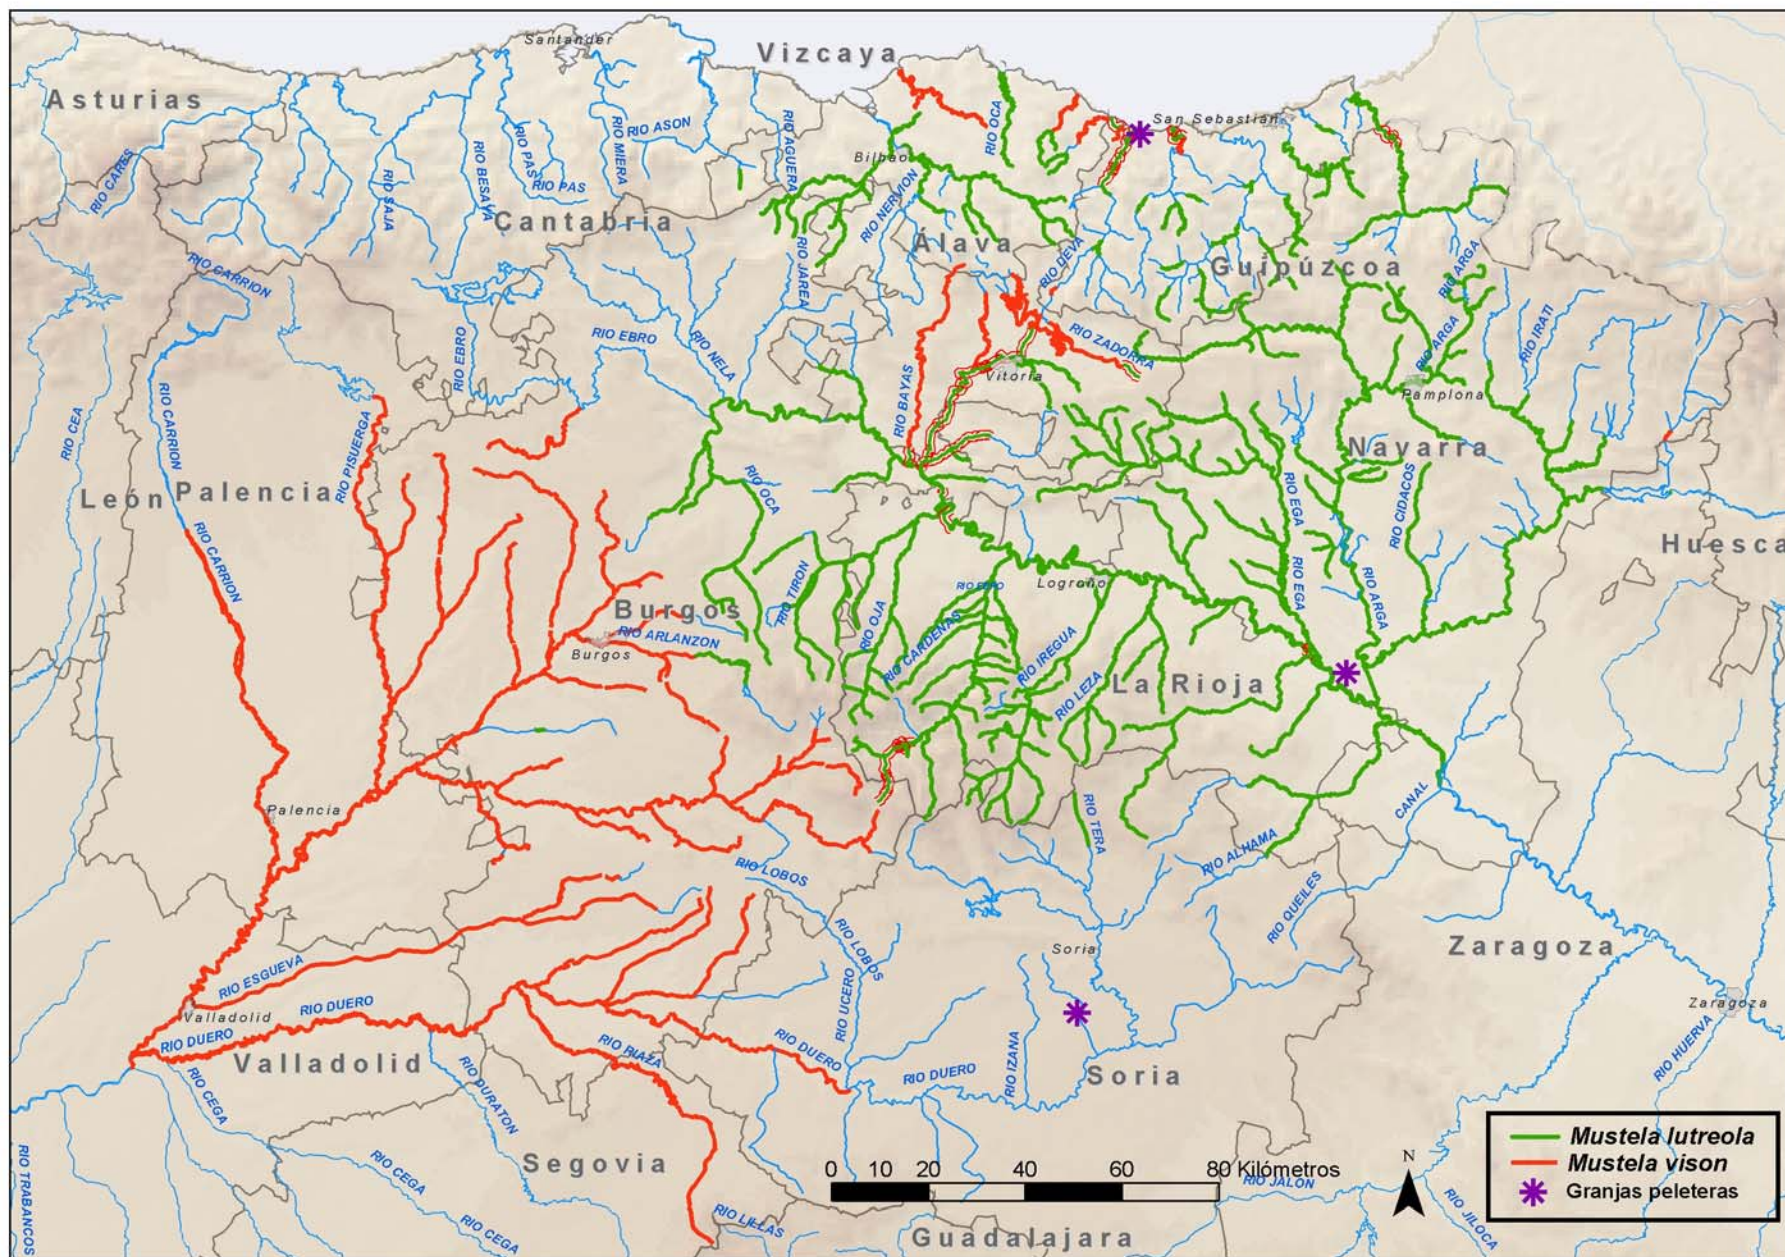 Santander
Vizcaya
Asturias
RIO OCA
San Sebastián
RIO ASON
RIO PAS
RIO MIERA
RIO AGUERA
Bilbao
RIO CARES
RIO SAJA
RIO BESAYA
RIO PAS
RIO NERVION
Cantabria
Álava
RIO DEVA
Guipúzcoa
RIO CARRION
RIO JAREA
RIO ARGA
RIO EBRO
RIO EBRO
RIO NELA
RIO ZADORRA
RIO ARGA
RIO IRATI
Vitoria
Pamplona
RIO CEA
RIO CARRION
RIO PISUERGA
RIO BAYAS
Navarra
León
Palencia
RIO OCA
RIO EGA
RIO CIDACOS
RIO CARRION
Huesca
RIO TIRON
RIO EBRO
Logroño
RIO EGA
RIO ARGA
Burgos
RIO OJA
RIO ARLANZON
RIO CARDENAS
RIO IREGUA
Burgos
RIO LEZA
La Rioja
Palencia
RIO TERA
CANAL
RIO ALHAMA
RIO LOBOS
RIO QUEILES
RIO LOBOS
Soria
Zaragoza
RIO ESGUEVA
RIO DUERO
RIO UCERO
Valladolid
Zaragoza
RIO DUERO
Valladolid
RIO RIAZA
RIO DUERO
RIO DUERO
RIO IZANA
Soria
RIO HUERVA
RIO CEGA
RIO DURATON
Segovia
RIO CEGA
RIO TRABANCOS
RIO CEGA
RIO LILLAS
Guadalajara
0 10 20 40 60 80 Kilómetros
RIO JALON
N
RIO JILOCA
Mustela lutreola
Mustela vison
Granjas peleteras